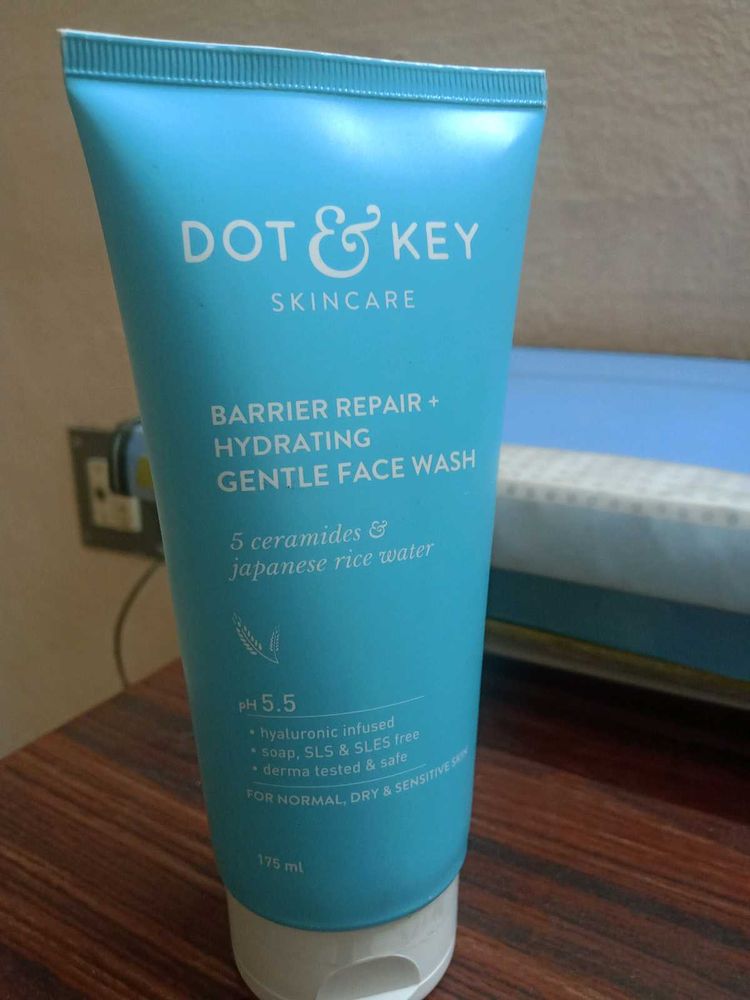 DOT & KEY
SKINCARE
BARRIER REPAIR +
HYDRATING
GENTLE FACE WASH
5 ceramides &
japanese rice water
pH 5.5
• hyaluronic infused
• soap, SLS & SLES free
• derma tested & safe
FOR NORMAL, DRY & SENSITIVE SKIN
175 ml